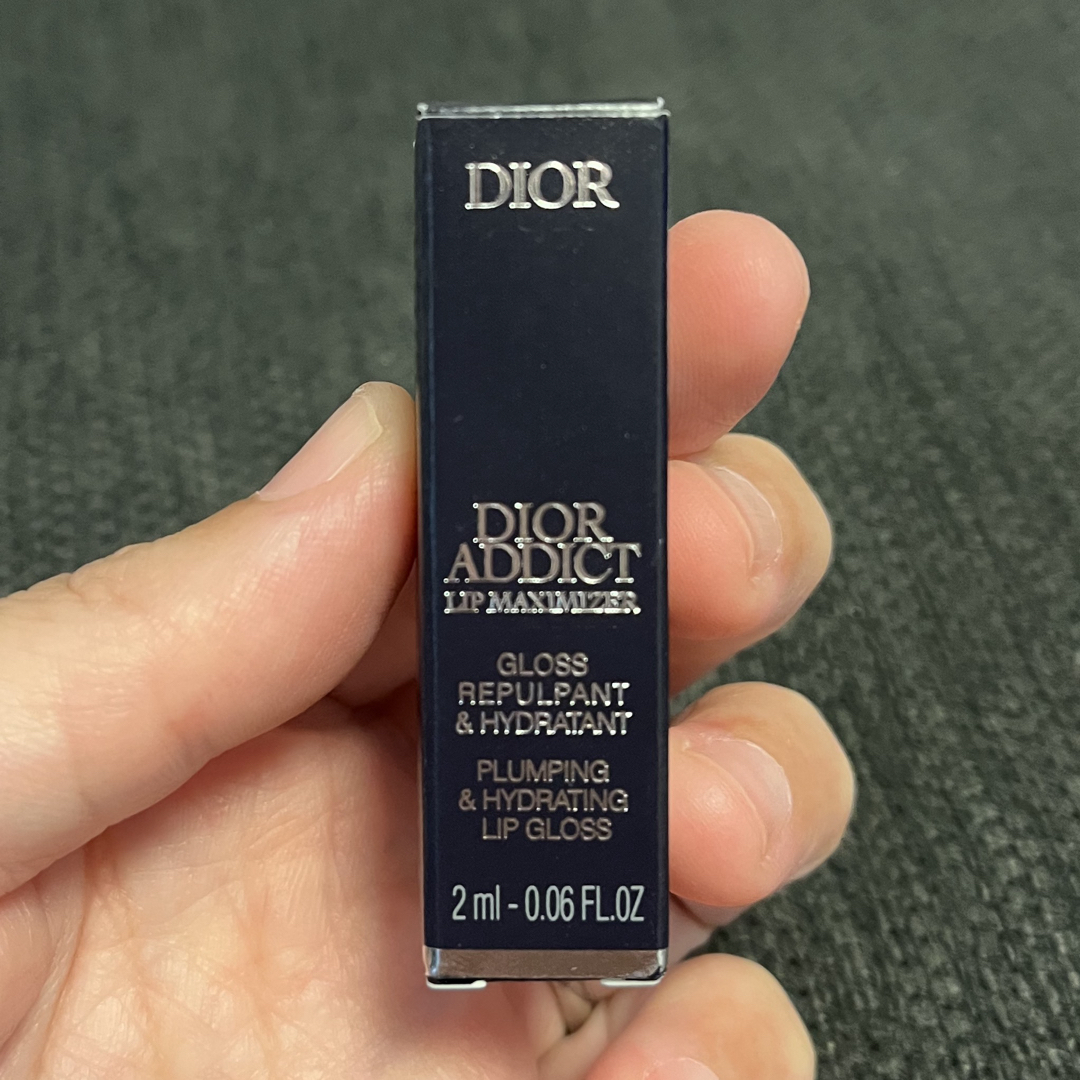 DIOR
DIOR
ADDICT
LIP MAXIMIZER
GLOSS
REPULPANT
& HYDRATANT
PLUMPING
& HYDRATING
LIP GLOSS
2 ml - 0.06 FL.OZ